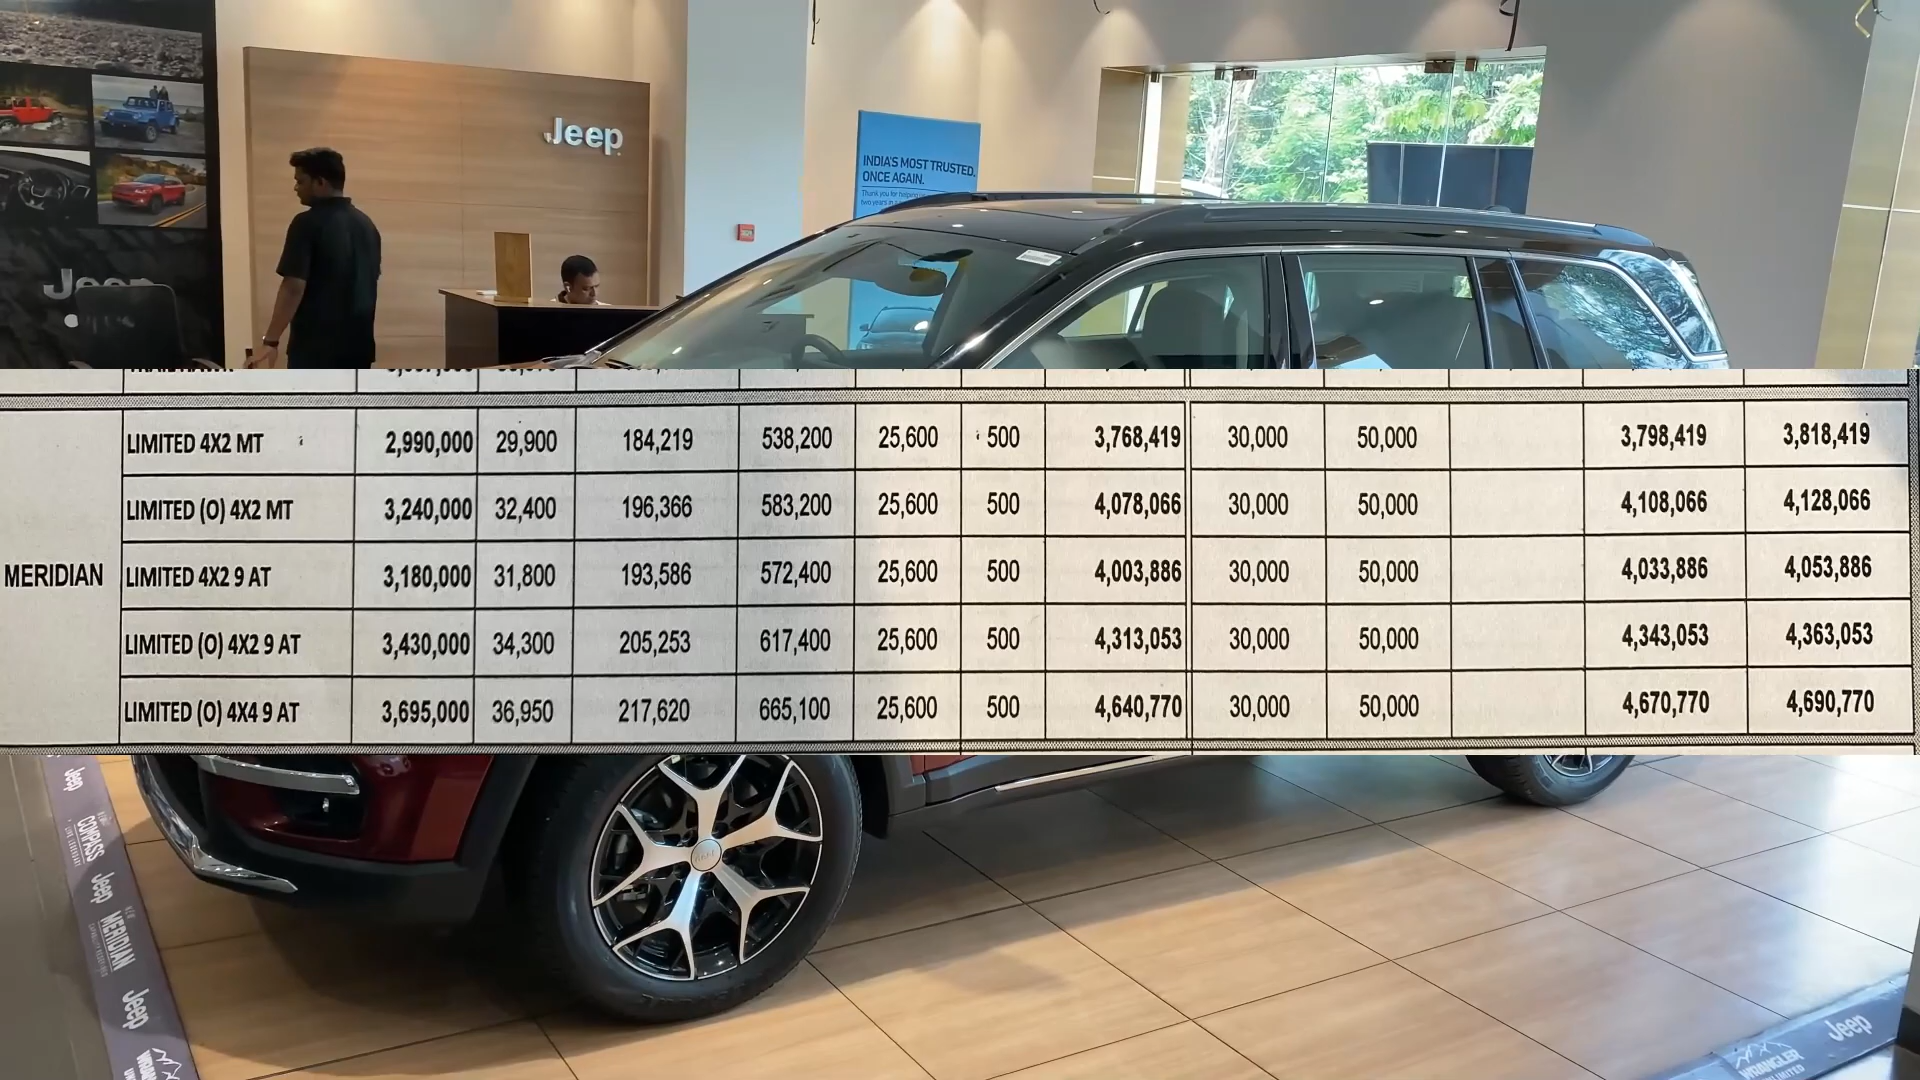 Jeep
INDIA'S MOST TRUSTED.
ONCE AGAIN.
Thank you for helping
two years in a
Jeep
LIMITED 4X2 MT 2,990,000 29,900 184,219 538,200 25,600 500 3,768,419 30,000 50,000 3,798,419 3,818,419
LIMITED (O) 4X2 MT 3,240,000 32,400 196,366 583,200 25,600 500 4,078,066 30,000 50,000 4,108,066 4,128,066
MERIDIAN LIMITED 4X2 9 AT 3,180,000 31,800 193,586 572,400 25,600 500 4,003,886 30,000 50,000 4,033,886 4,053,886
LIMITED (O) 4X2 9 AT 3,430,000 34,300 205,253 617,400 25,600 500 4,313,053 30,000 50,000 4,343,053 4,363,053
LIMITED (O) 4X4 9 AT 3,695,000 36,950 217,620 665,100 25,600 500 4,640,770 30,000 50,000 4,670,770 4,690,770
Jeep
COMPASS
Jeep
MERIDIAN
Jeep
WRANGLER
Jeep